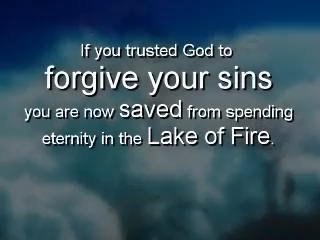 If you trusted God to
forgive your sins
you are now saved from spending
eternity in the Lake of Fire.